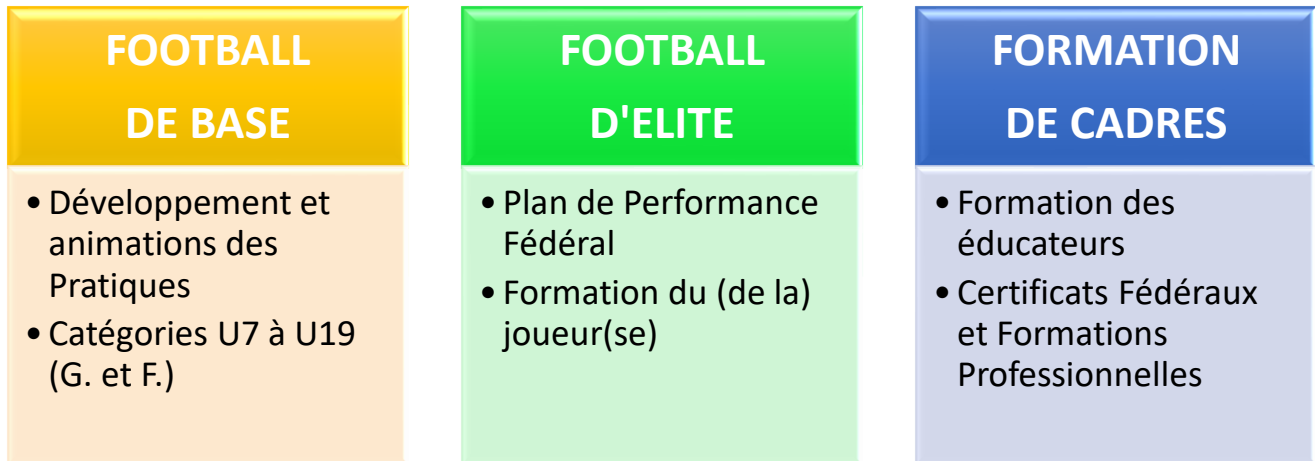 FOOTBALL
DE BASE
• Développement et
animations des
Pratiques
• Catégories U7 à U19
(G. et F.)
FOOTBALL
D'ELITE
• Plan de Performance
Fédéral
• Formation du (de la)
joueur(se)
FORMATION
DE CADRES
• Formation des
éducateurs
• Certificats Fédéraux
et Formations
Professionnelles